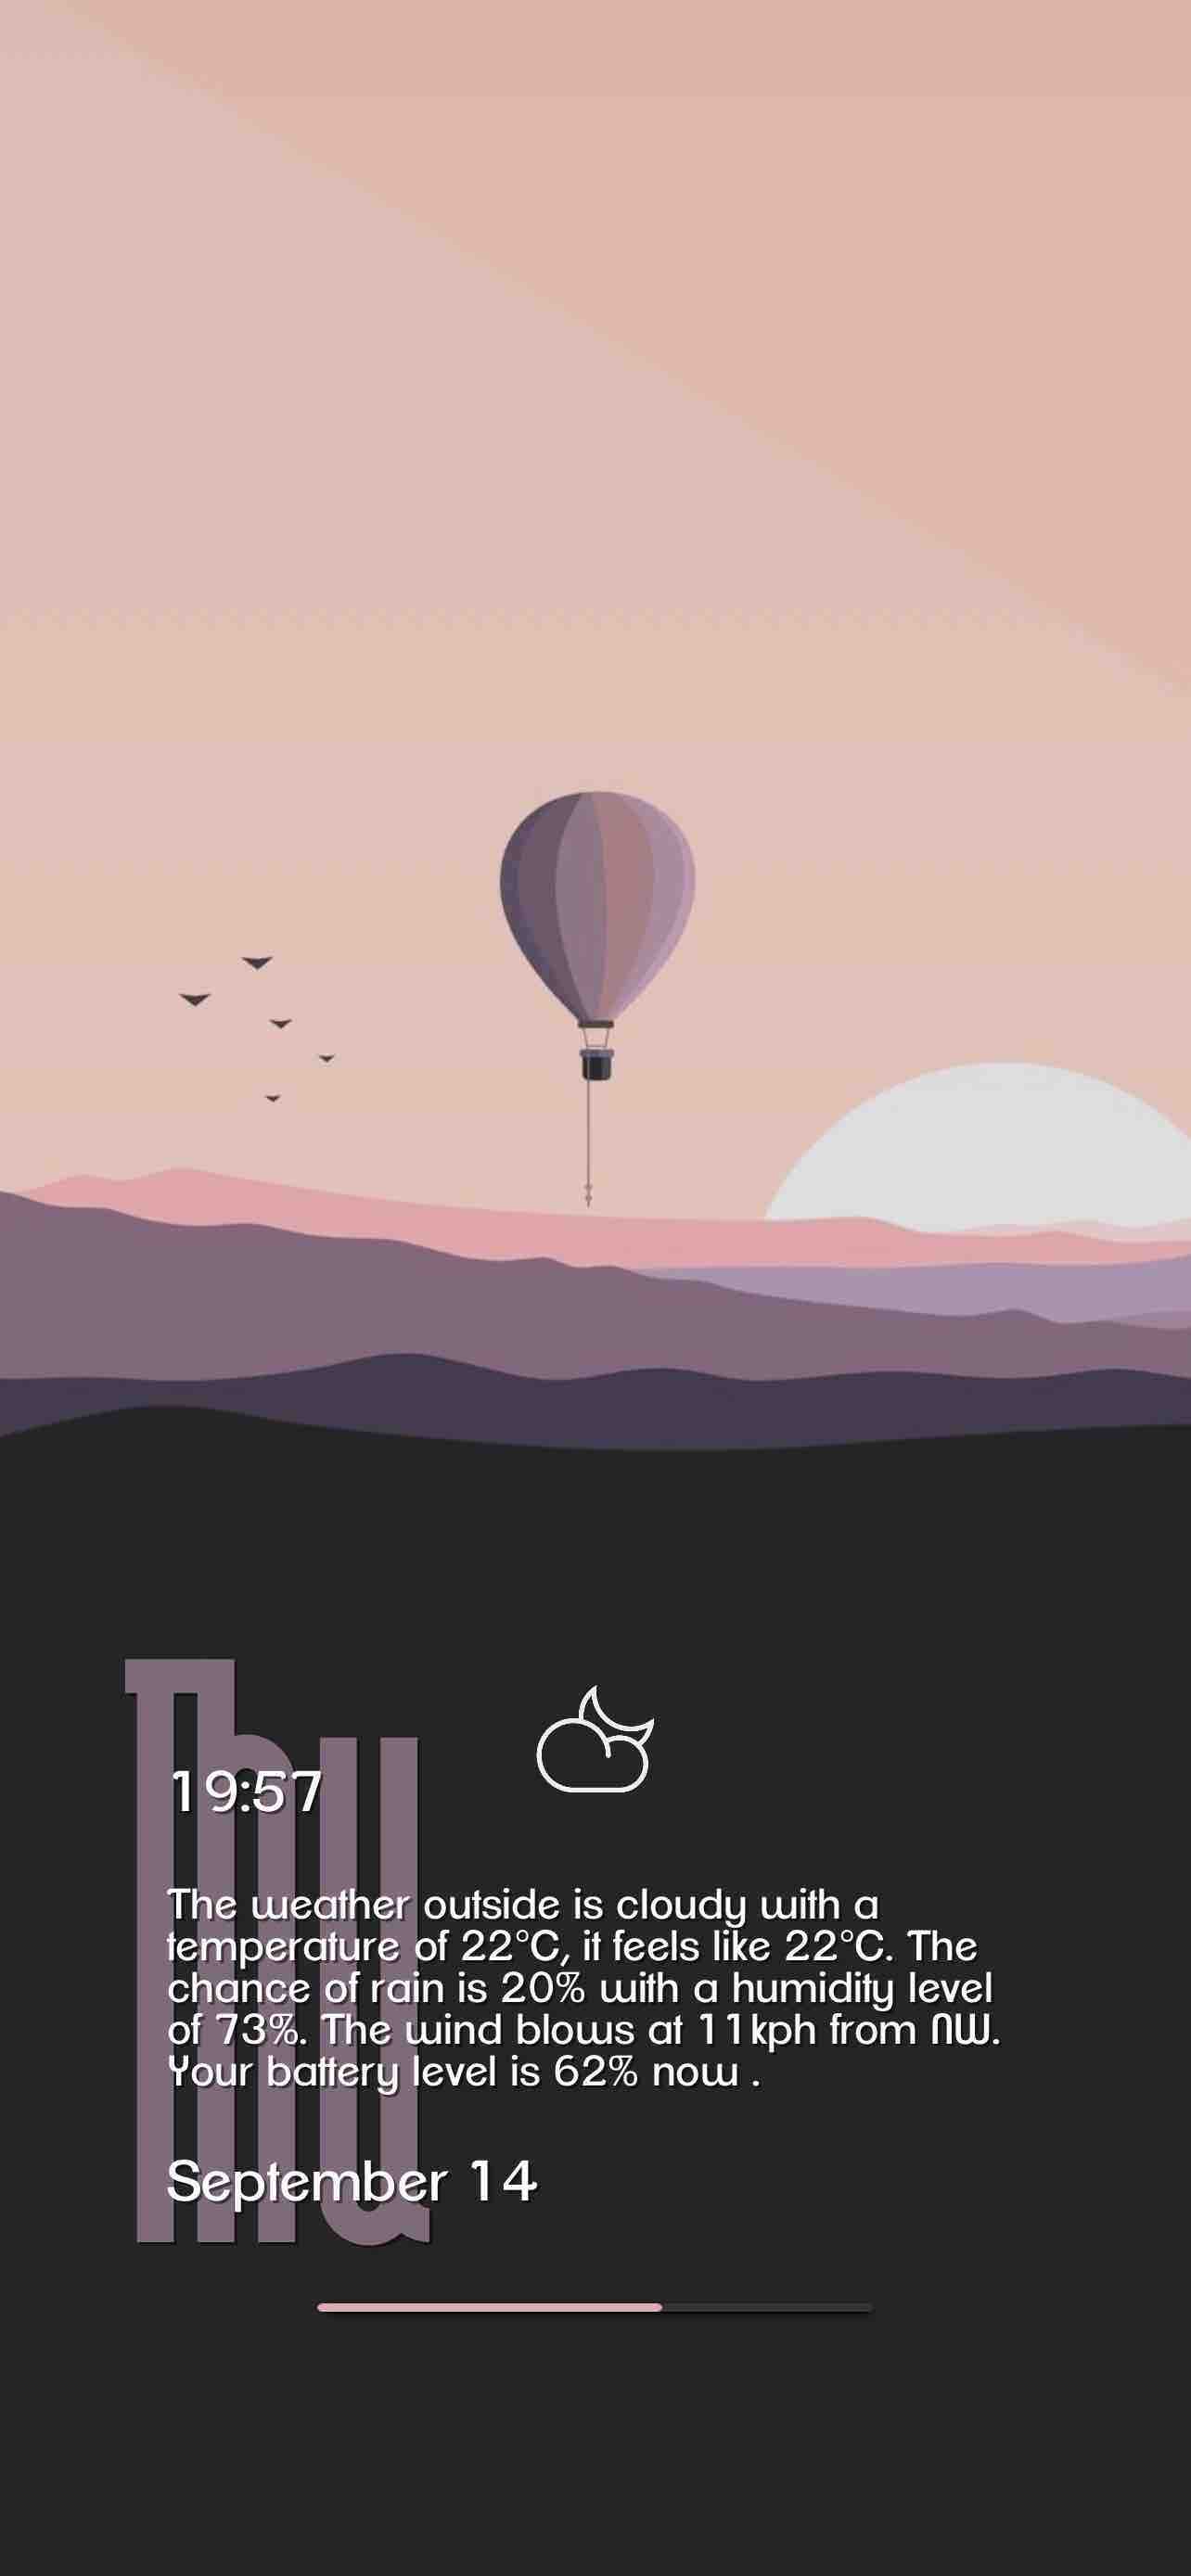 Thu
19:57
The weather outside is cloudy with a
temperature of 22°C, it feels like 22°C. The
chance of rain is 20% with a humidity level
of 73%. The wind blows at 11kph from NW.
Your battery level is 62% now .
September 14